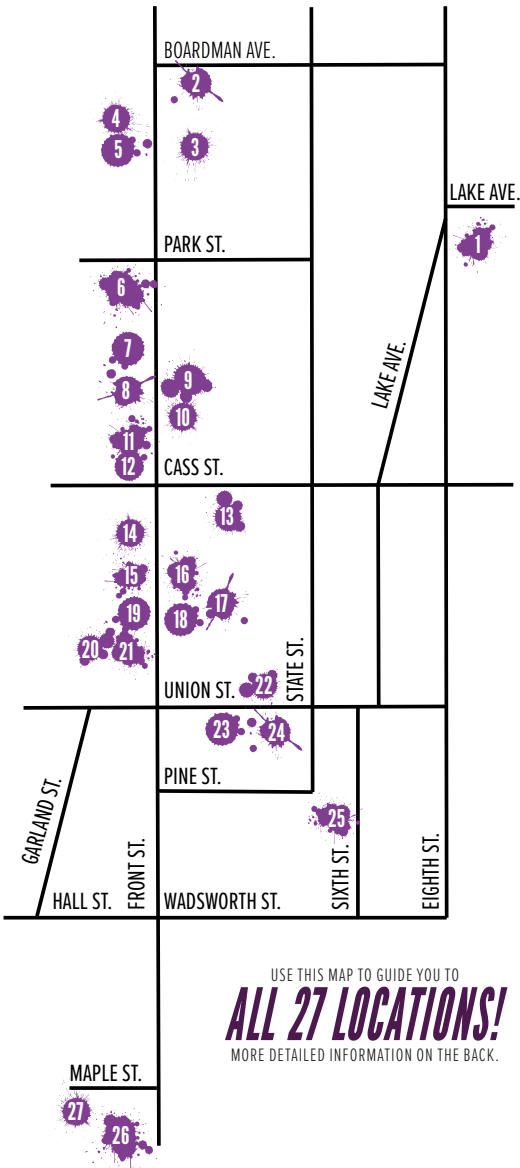 BOARDMAN AVE.
2
4
5
3
LAKE AVE.
1
PARK ST.
6
7
8
9
LAKE AVE.
10
11
12
CASS ST.
13
14
15
16
17
19
18
20
21
STATE ST.
UNION ST.
22
23
24
PINE ST.
GARLAND ST.
25
FRONT ST.
SIXTH ST.
EIGHTH ST.
HALL ST.
WADSWORTH ST.
USE THIS MAP TO GUIDE YOU TO
ALL 27 LOCATIONS!
MORE DETAILED INFORMATION ON THE BACK.
MAPLE ST.
27
26